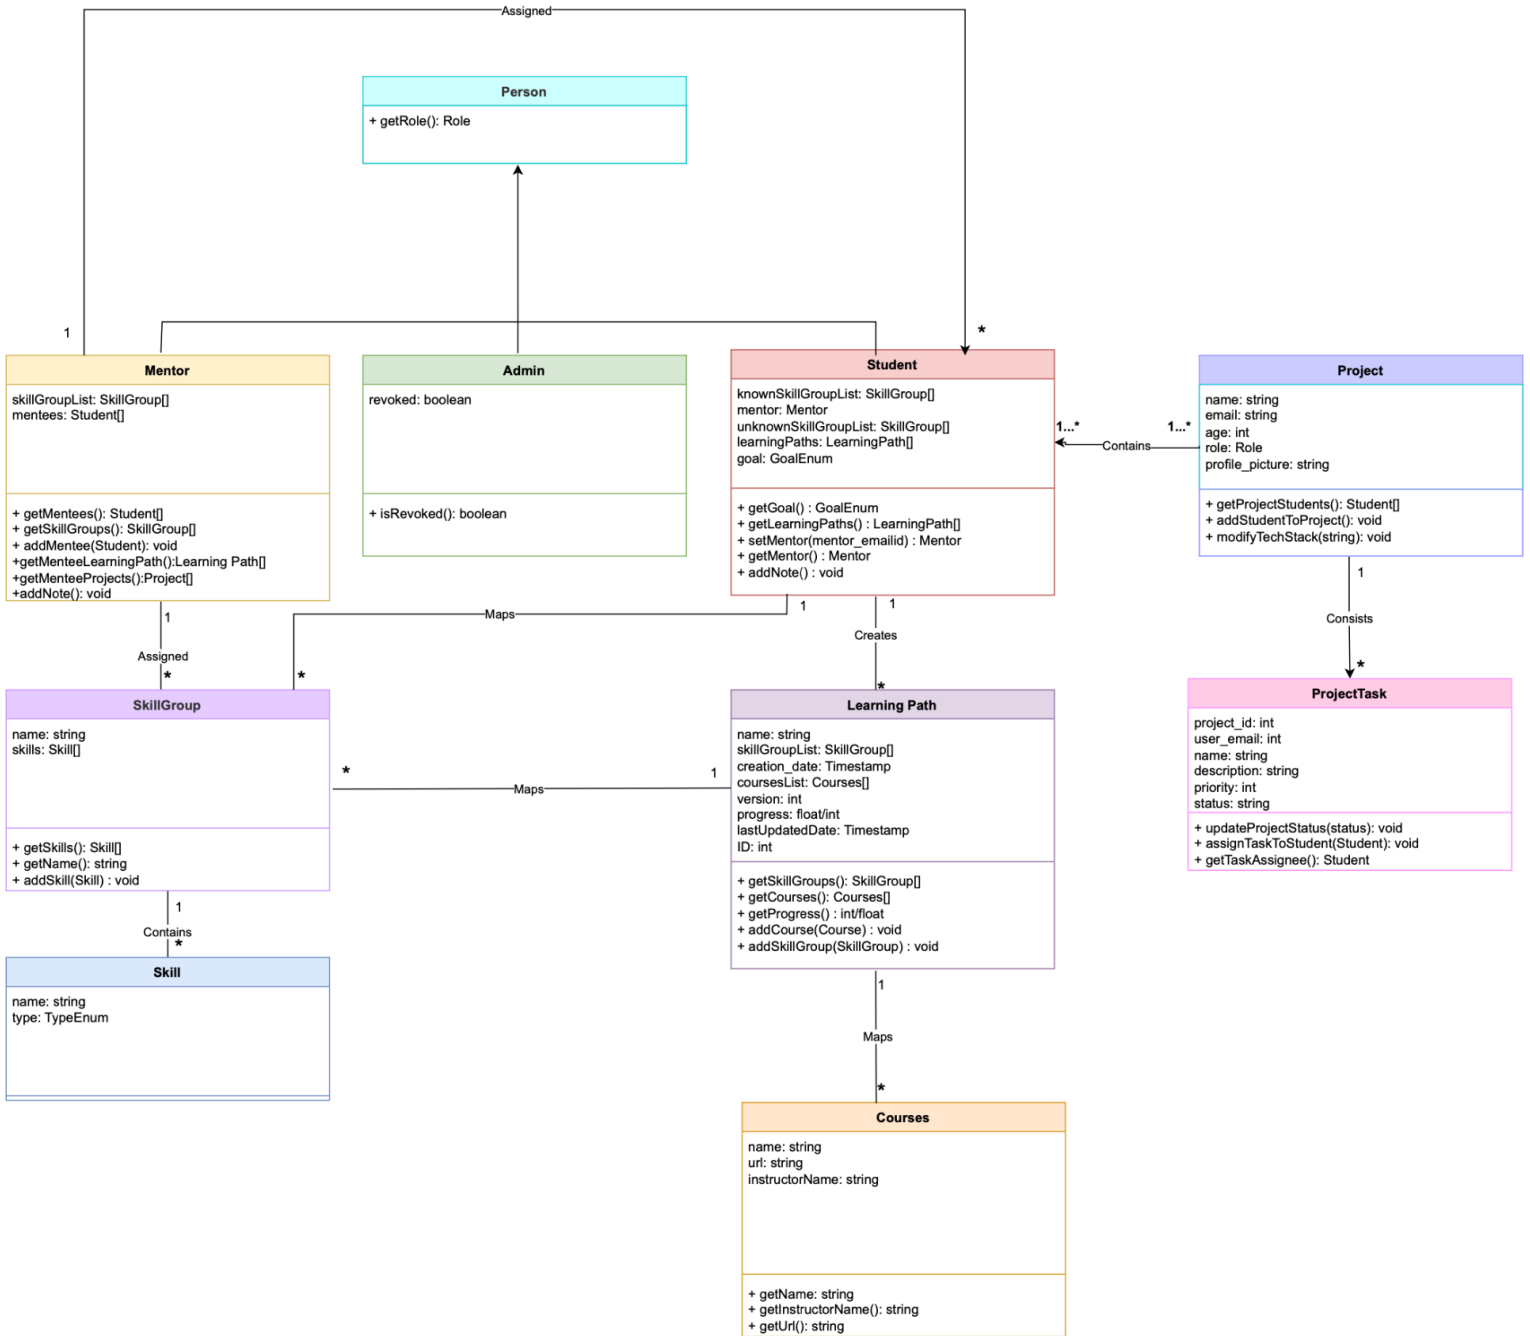 Assigned
Person
+ getRole(): Role
1
*
Mentor
skillGroupList: SkillGroup[]
mentees: Student[]
+ getMentees(): Student[]
+ getSkillGroups(): SkillGroup[]
+ addMentee(Student): void
+getMenteeLearningPath():Learning Path[]
+getMenteeProjects():Project[]
+addNote(): void
Admin
revoked: boolean
+ isRevoked(): boolean
Student
knownSkillGroupList: SkillGroup[]
mentor: Mentor
unknownSkillGroupList: SkillGroup[]
learningPaths: LearningPath[]
goal: GoalEnum
+ getGoal() : GoalEnum
+ getLearningPaths() : LearningPath[]
+ setMentor(mentor_emailid) : Mentor
+ getMentor() : Mentor
+ addNote() : void
1...*
Contains
1...*
Project
name: string
email: string
age: int
role: Role
profile_picture: string
+ getProjectStudents(): Student[]
+ addStudentToProject(): void
+ modifyTechStack(string): void
1
Assigned
*
Maps
1
*
1
Creates
*
1
Consists
*
SkillGroup
name: string
skills: Skill[]
+ getSkills(): Skill[]
+ getName(): string
+ addSkill(Skill) : void
*
Maps
1
Learning Path
name: string
skillGroupList: SkillGroup[]
creation_date: Timestamp
coursesList: Courses[]
version: int
progress: float/int
lastUpdatedDate: Timestamp
ID: int
+ getSkillGroups(): SkillGroup[]
+ getCourses(): Courses[]
+ getProgress() : int/float
+ addCourse(Course) : void
+ addSkillGroup(SkillGroup) : void
ProjectTask
project_id: int
user_email: int
name: string
description: string
priority: int
status: string
+ updateProjectStatus(status): void
+ assignTaskToStudent(Student): void
+ getTaskAssignee(): Student
1
Contains
*
Skill
name: string
type: TypeEnum
1
Maps
*
Courses
name: string
url: string
instructorName: string
+ getName: string
+ getInstructorName(): string
+ getUrl(): string